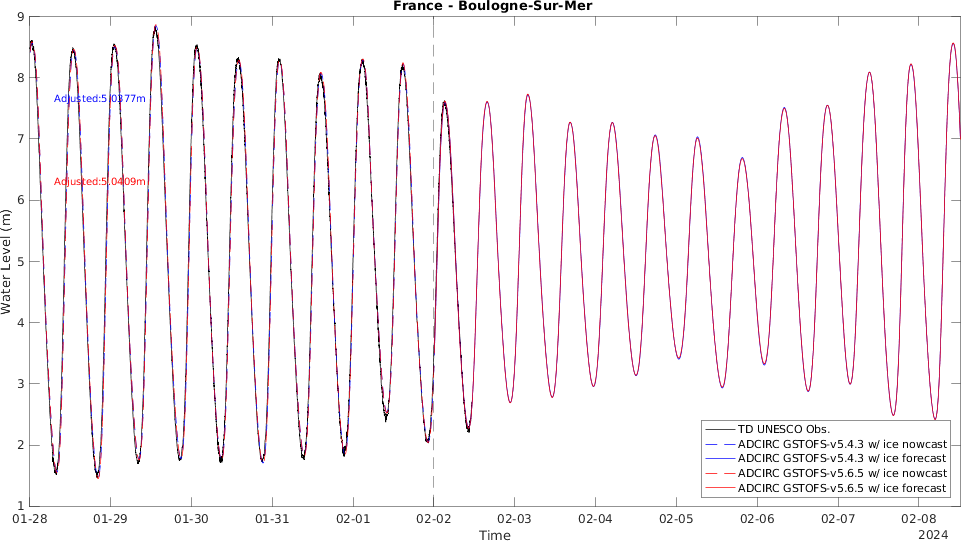 France - Boulogne-Sur-Mer
9
8
7
6
5
4
3
2
1
Water Level (m)
Adjusted:5.0377m
Adjusted:5.0409m
TD UNESCO Obs.
ADCIRC GSTOFS-v5.4.3 w/ ice nowcast
ADCIRC GSTOFS-v5.4.3 w/ ice forecast
ADCIRC GSTOFS-v5.6.5 w/ ice nowcast
ADCIRC GSTOFS-v5.6.5 w/ ice forecast
01-28 01-29 01-30 01-31 02-01 02-02 02-03 02-04 02-05 02-06 02-07 02-08
Time
2024